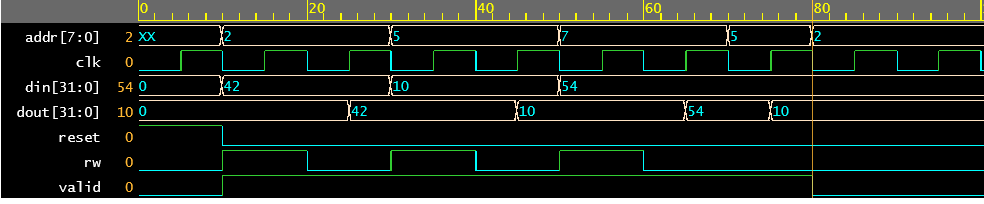 0 20 40 60 80
addr[7:0] 2 XX 2 5 7 5 2
clk 0
din[31:0] 54 0 42 10 54
dout[31:0] 10 0 42 10 54 10
reset 0
rw 0
valid 0